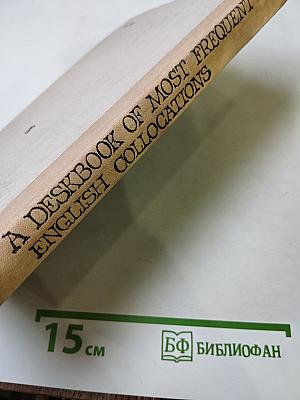 A DESKBOOK OF MOST FREQUENT
ENGLISH COLLOCATIONS
15 см
БФ БИБЛИОФАН